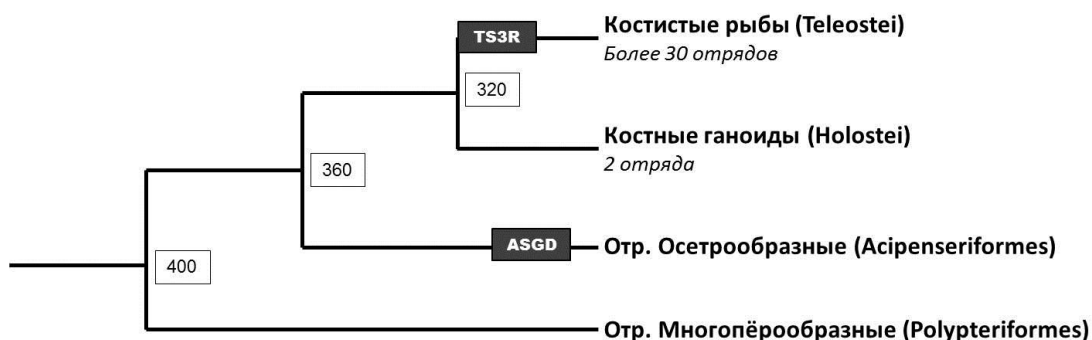 TS3R
Костистые рыбы (Teleostei)
Более 30 отрядов
320
Костные ганоиды (Holostei)
2 отряда
360
ASGD
Отр. Осетрообразные (Acipenseriformes)
400
Отр. Многопёрообразные (Polypteriformes)